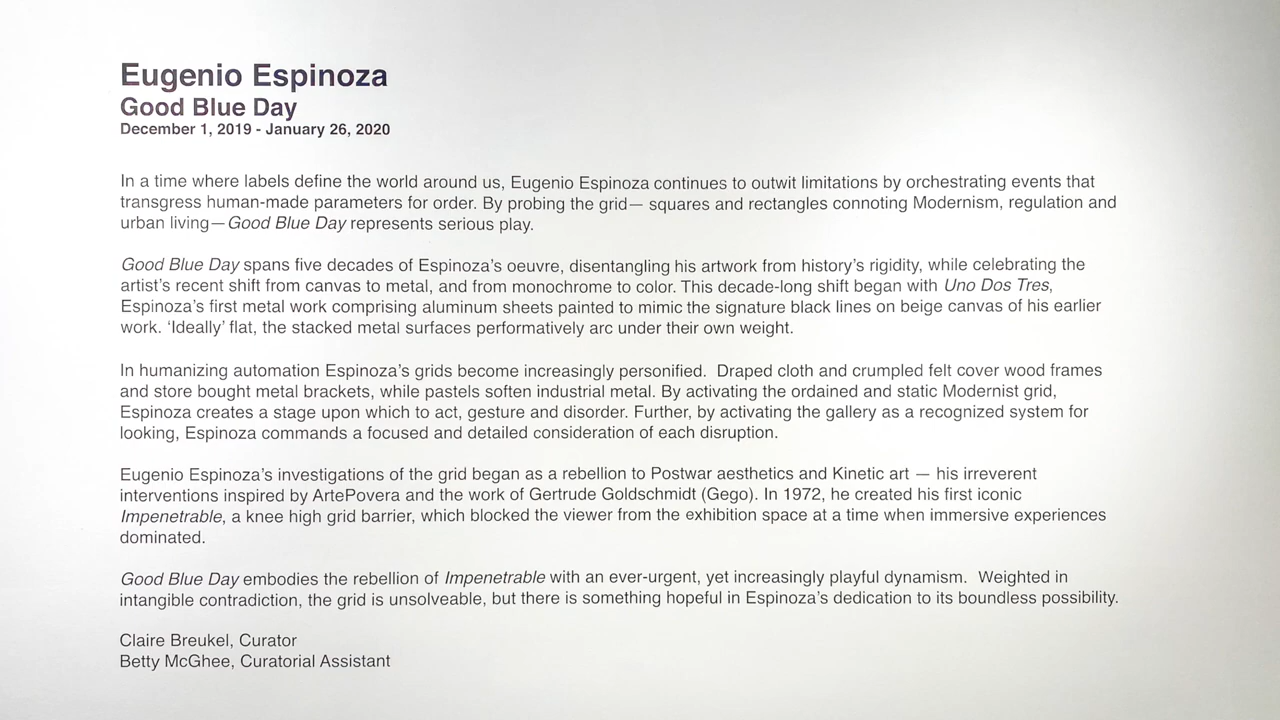 Eugenio Espinoza
Good Blue Day
December 1, 2019 - January 26, 2020
In a time where labels define the world around us, Eugenio Espinoza continues to outwit limitations by orchestrating events that
transgress human-made parameters for order. By probing the grid— squares and rectangles connoting Modernism, regulation and
urban living—Good Blue Day represents serious play.
Good Blue Day spans five decades of Espinoza's oeuvre, disentangling his artwork from history's rigidity, while celebrating the
artist's recent shift from canvas to metal, and from monochrome to color. This decade-long shift began with Uno Dos Tres,
Espinoza's first metal work comprising aluminum sheets painted to mimic the signature black lines on beige canvas of his earlier
work. 'Ideally' flat, the stacked metal surfaces performatively arc under their own weight.
In humanizing automation Espinoza's grids become increasingly personified.  Draped cloth and crumpled felt cover wood frames
and store bought metal brackets, while pastels soften industrial metal. By activating the ordained and static Modernist grid,
Espinoza creates a stage upon which to act, gesture and disorder. Further, by activating the gallery as a recognized system for
looking, Espinoza commands a focused and detailed consideration of each disruption.
Eugenio Espinoza's investigations of the grid began as a rebellion to Postwar aesthetics and Kinetic art — his irreverent
interventions inspired by ArtePovera and the work of Gertrude Goldschmidt (Gego). In 1972, he created his first iconic
Impenetrable, a knee high grid barrier, which blocked the viewer from the exhibition space at a time when immersive experiences
dominated.
Good Blue Day embodies the rebellion of Impenetrable with an ever-urgent, yet increasingly playful dynamism.  Weighted in
intangible contradiction, the grid is unsolveable, but there is something hopeful in Espinoza's dedication to its boundless possibility.
Claire Breukel, Curator
Betty McGhee, Curatorial Assistant